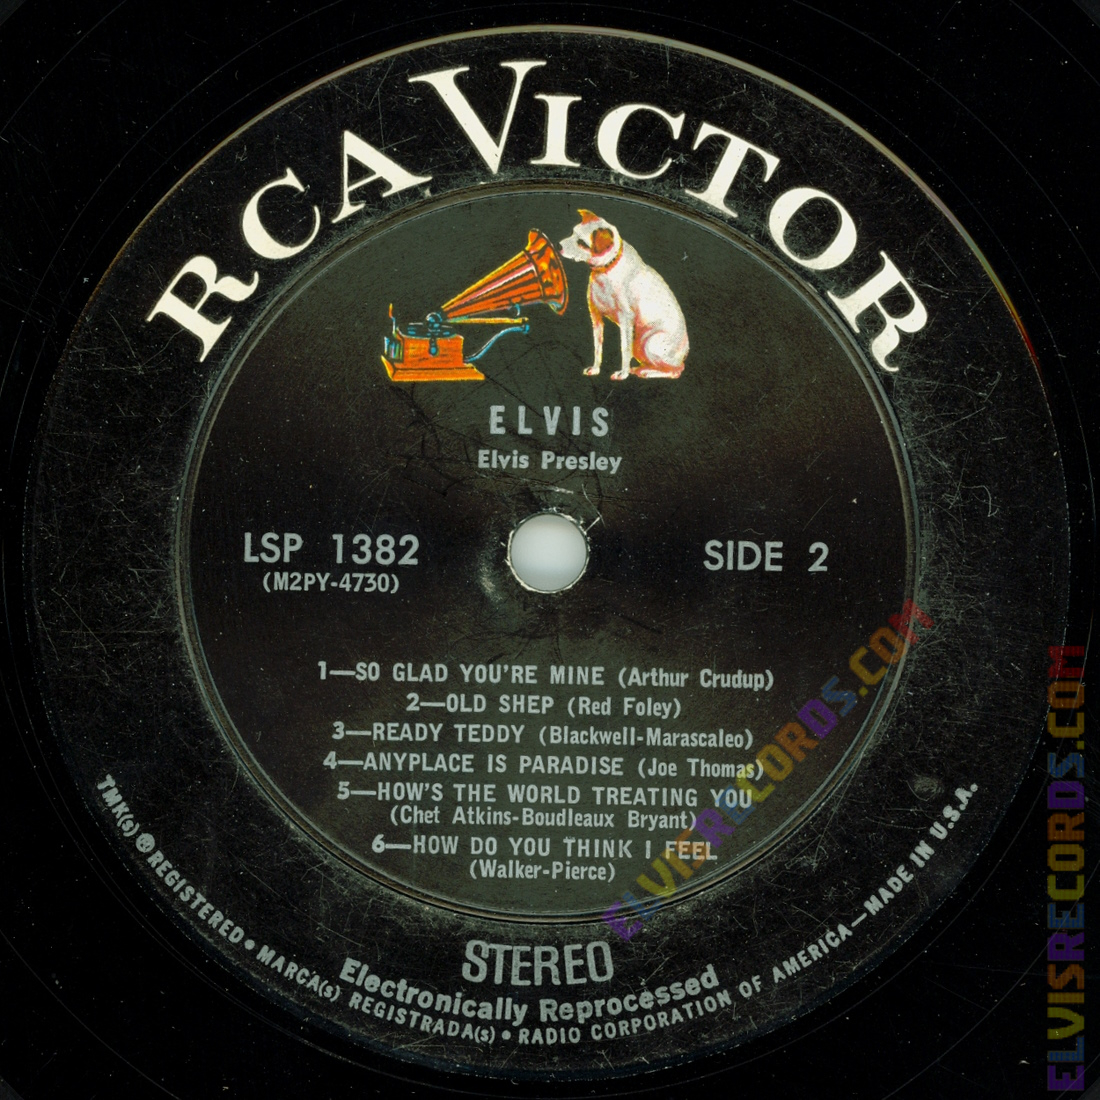 RCA VICTOR
ELVIS
Elvis Presley
LSP 1382
(M2PY-4730)
SIDE 2
1—SO GLAD YOU'RE MINE (Arthur Crudup)
2—OLD SHEP (Red Foley)
3—READY TEDDY (Blackwell-Marascaleo)
4—ANYPLACE IS PARADISE (Joe Thomas)
5—HOW'S THE WORLD TREATING YOU
(Chet Atkins-Boudleaux Bryant)
6—HOW DO YOU THINK I FEEL
(Walker-Pierce)
STEREO
Electronically Reprocessed
TMK(s) ® REGISTERED • MARCA(s) REGISTRADA(s) • RADIO CORPORATION OF AMERICA—MADE IN U.S.A.
ELVISRECORDS.COM
ELVISRECORDS.COM